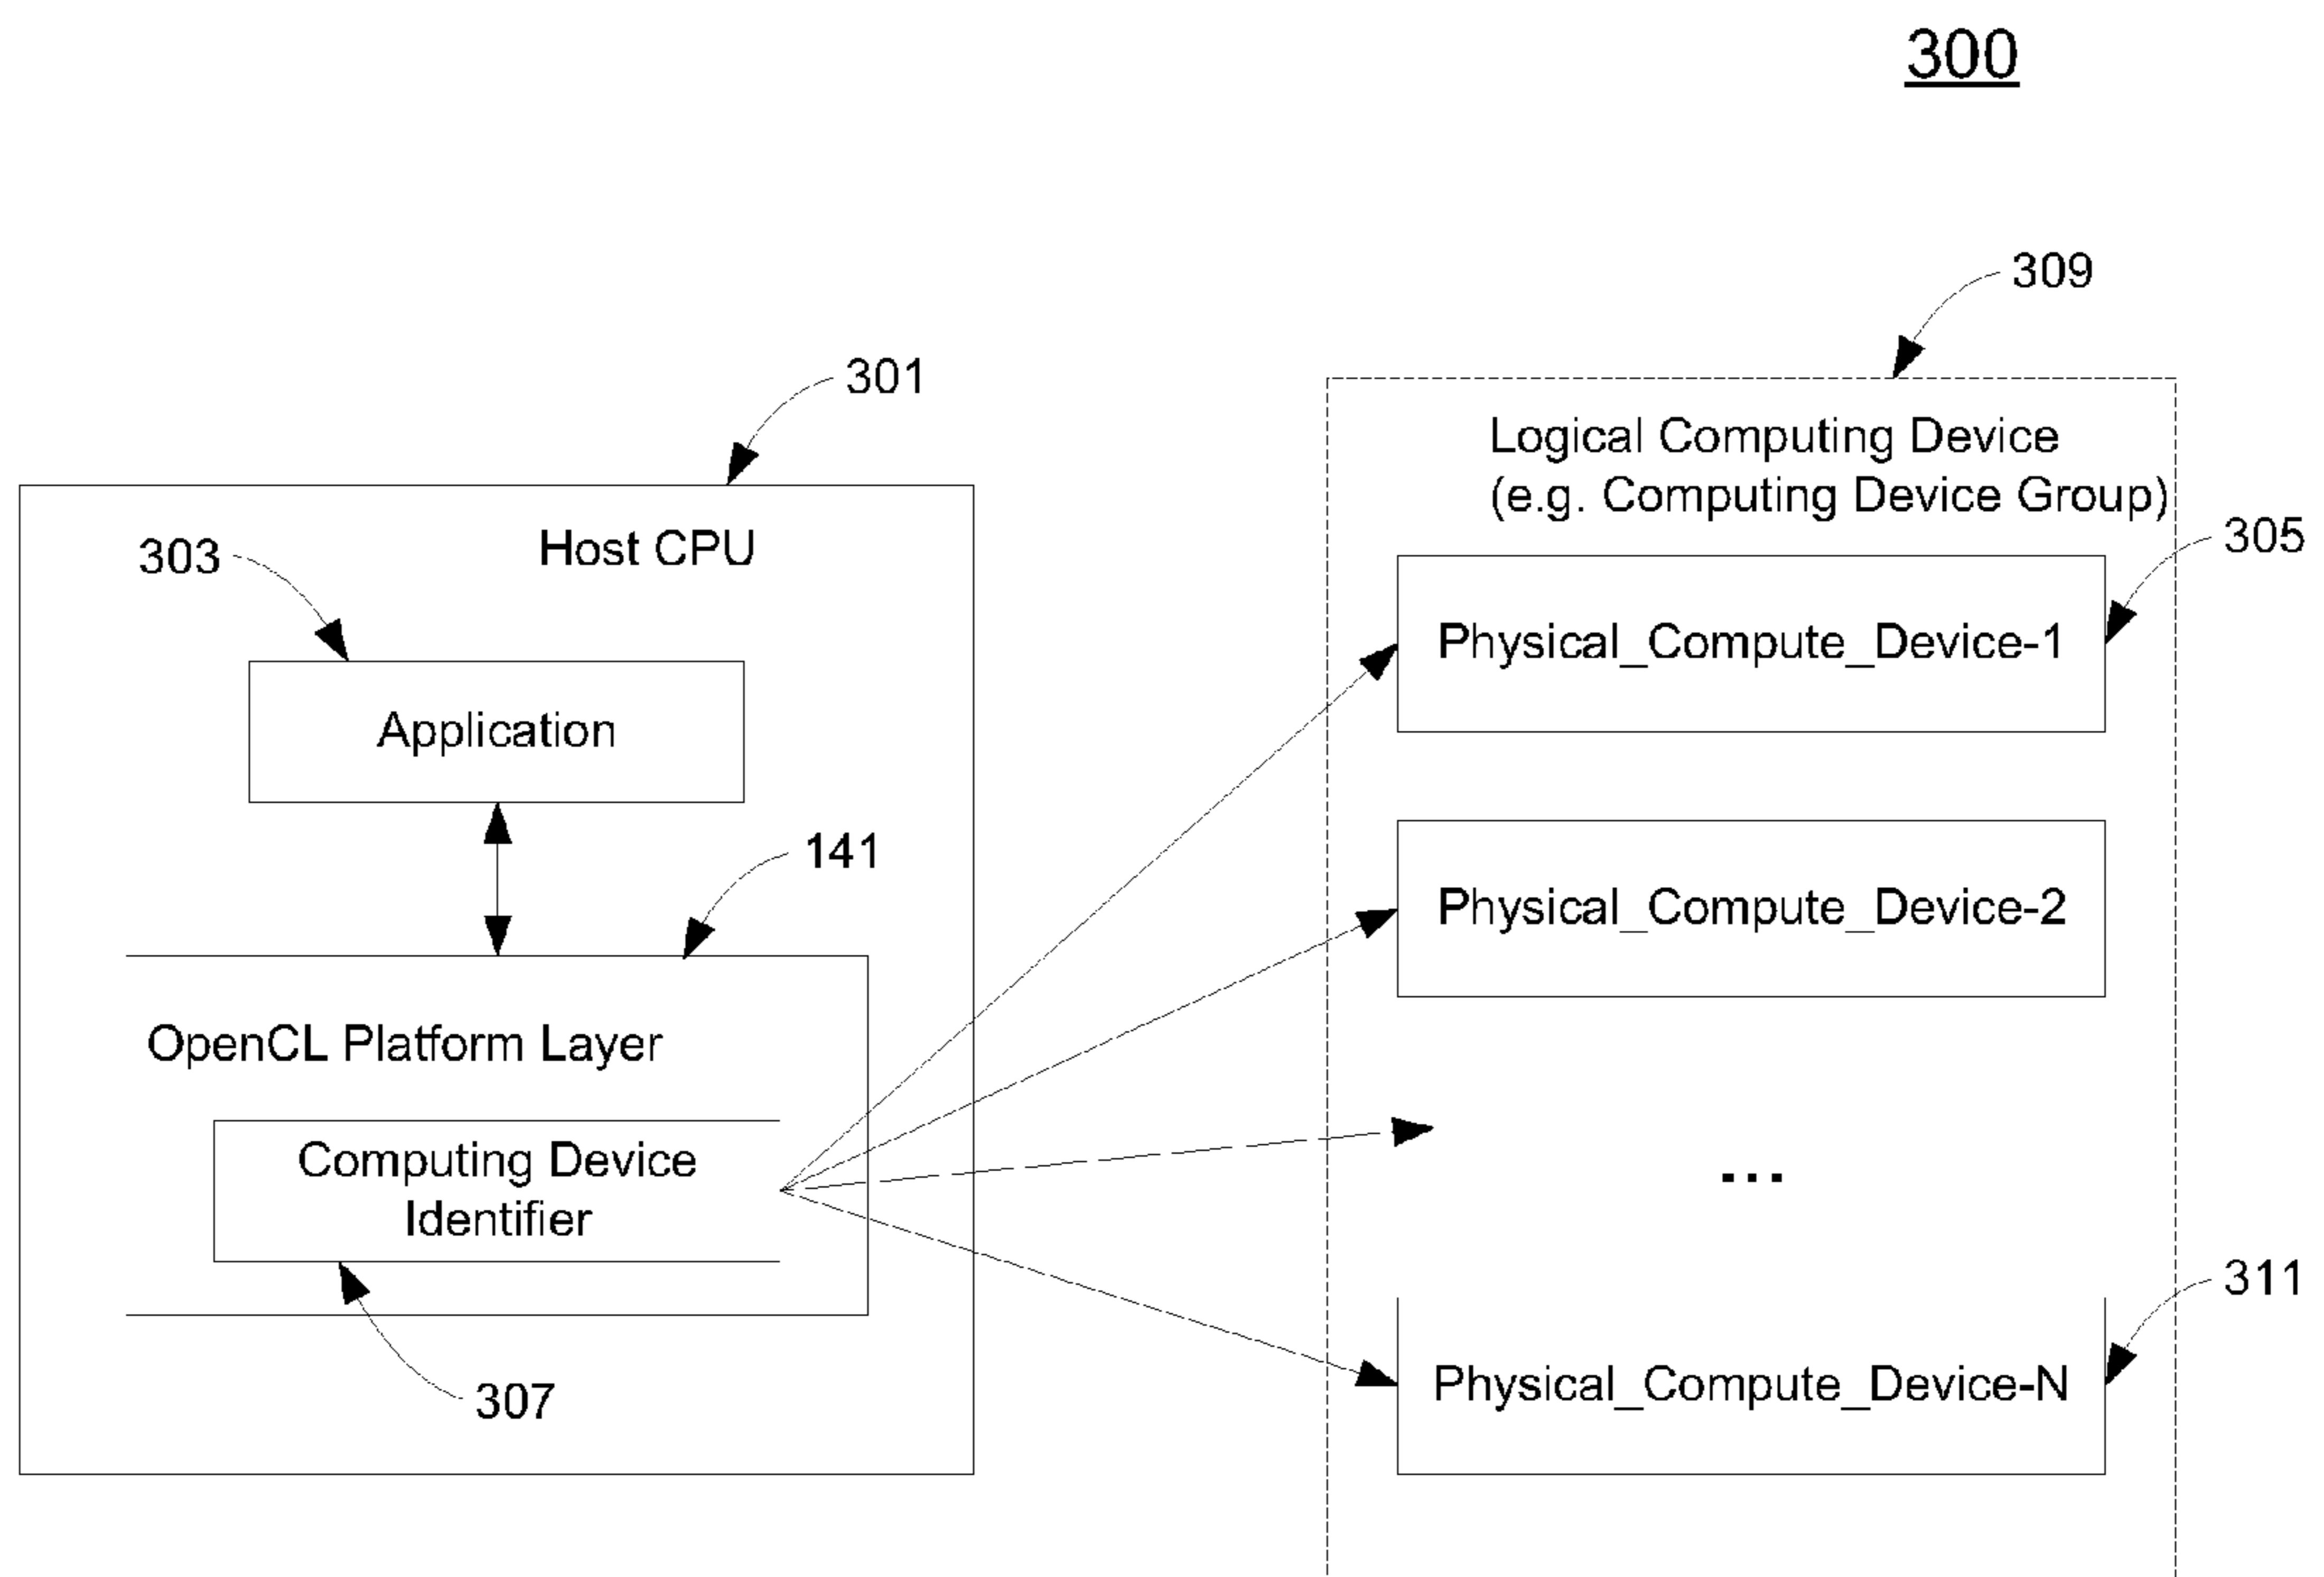 300
309
301
Logical Computing Device
(e.g. Computing Device Group)
305
Host CPU
303
Physical_Compute_Device-1
Application
141
Physical_Compute_Device-2
OpenCL Platform Layer
Computing Device
Identifier
...
311
307
Physical_Compute_Device-N